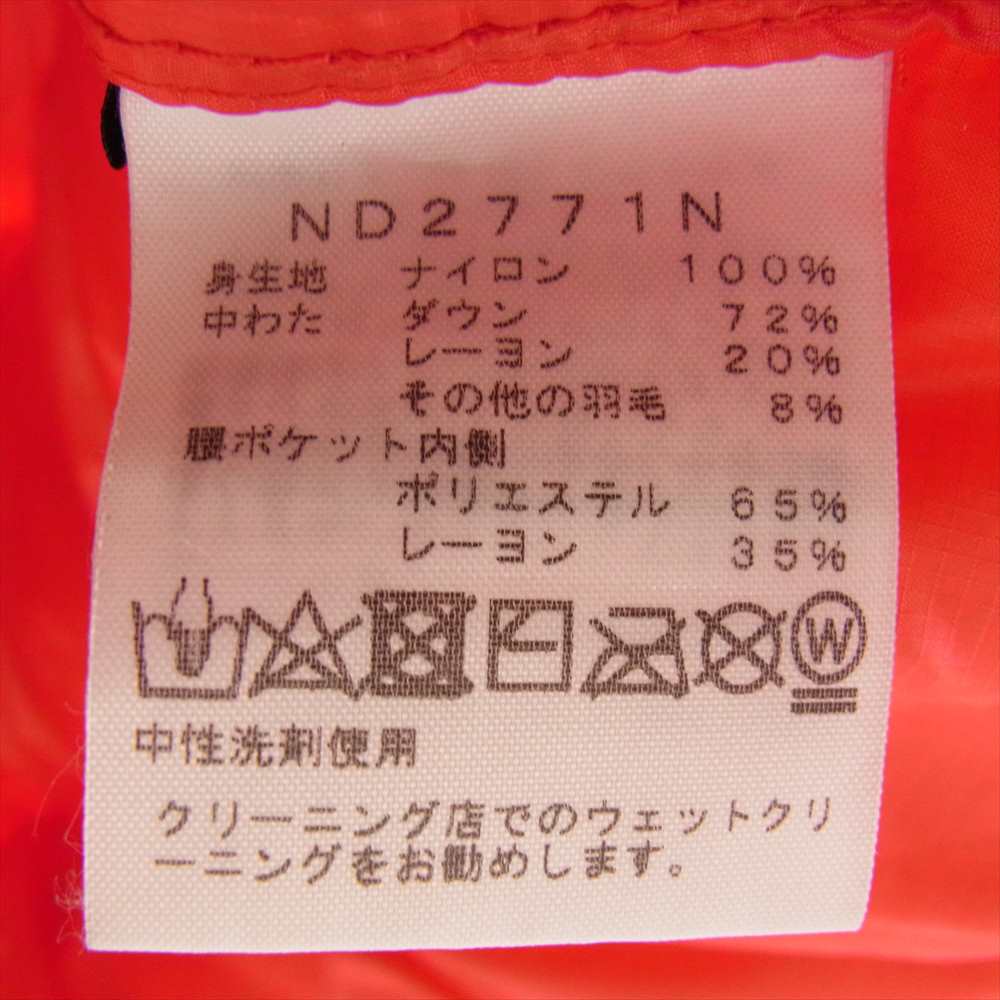 ND2771N
身生地 ナイロン 100%
中わた ダウン 72%
レーヨン 20%
その他の羽毛 8%
腰ポケット内側
ポリエステル 65%
レーヨン 35%
W
中性洗剤使用
クリーニング店でのウェットクリ
ーニングをお勧めします。